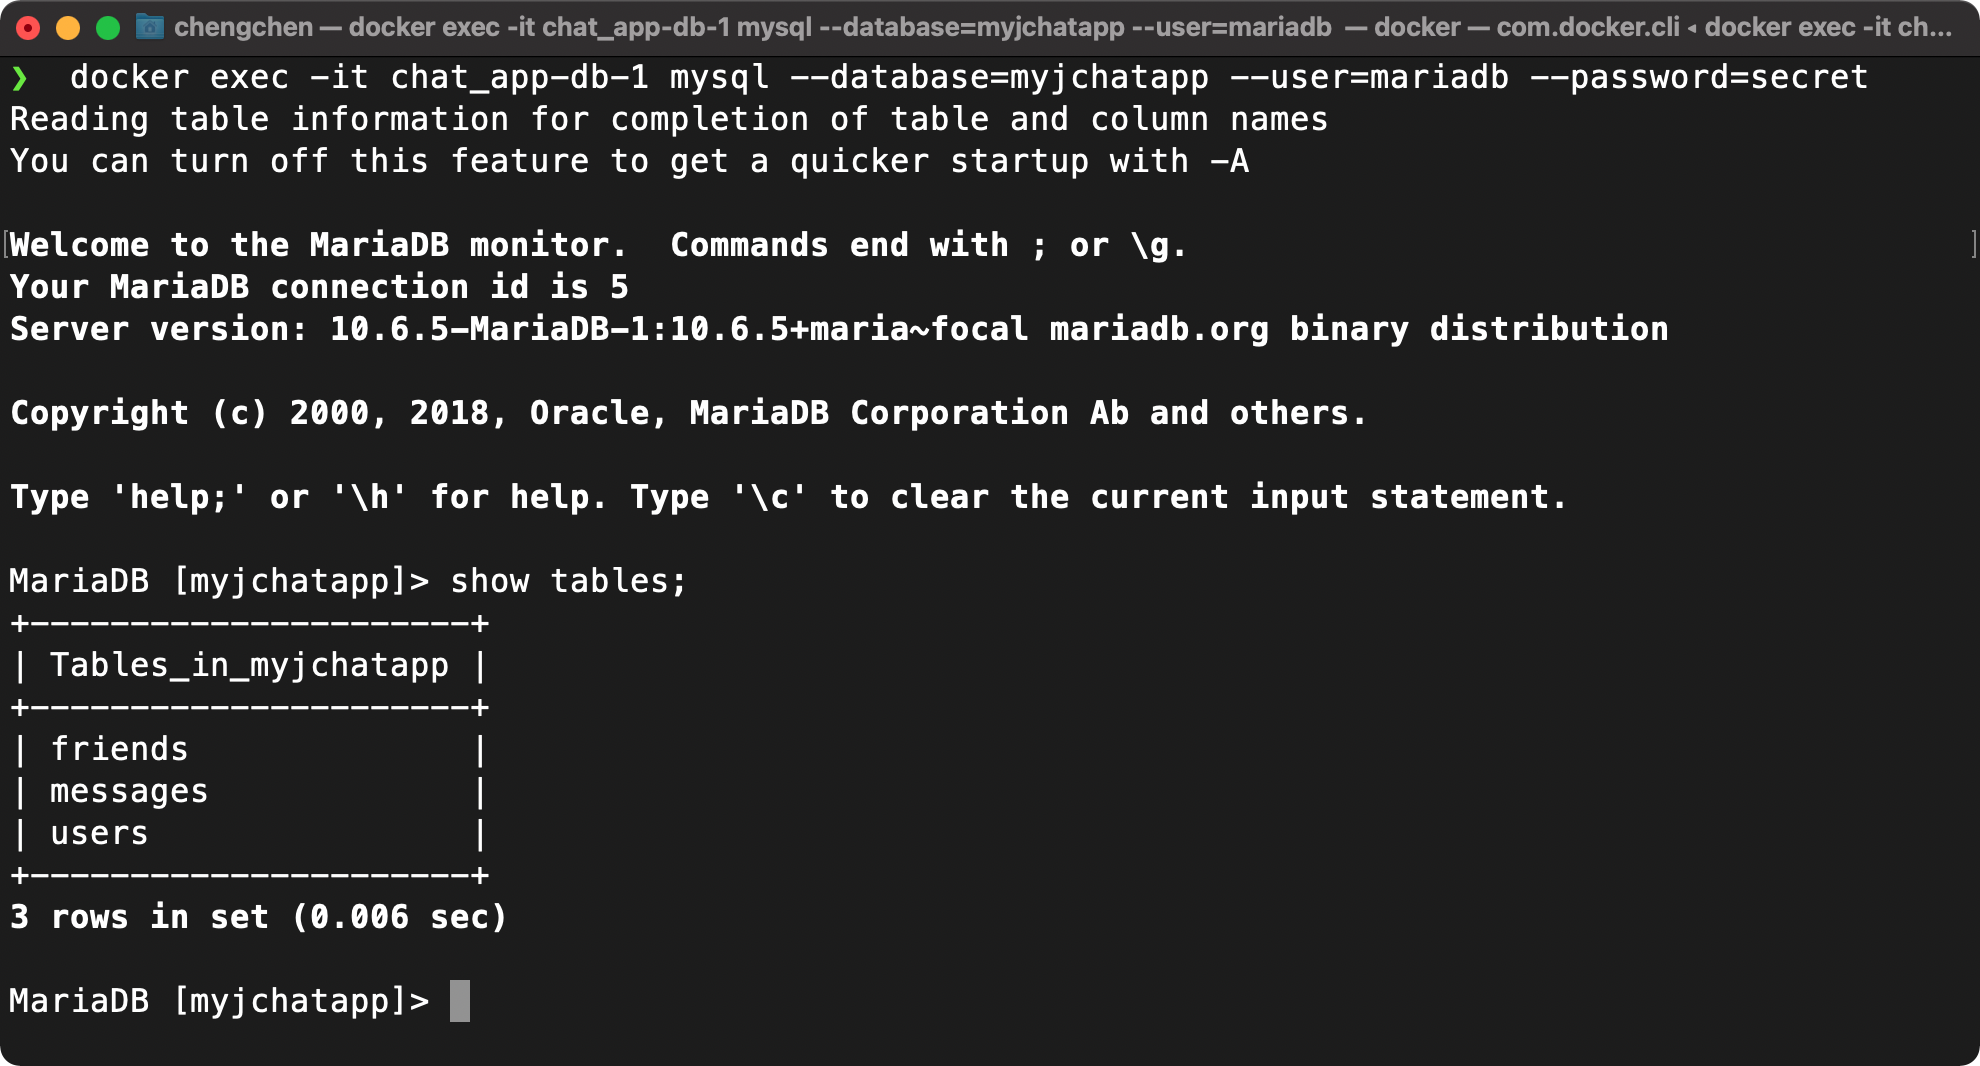 chengchen — docker exec -it chat_app-db-1 mysql --database=myjchatapp --user=mariadb — docker — com.docker.cli ◂ docker exec -it ch...
❯ docker exec -it chat_app-db-1 mysql --database=myjchatapp --user=mariadb --password=secret
Reading table information for completion of table and column names
You can turn off this feature to get a quicker startup with -A
Welcome to the MariaDB monitor.  Commands end with ; or \g.
Your MariaDB connection id is 5
Server version: 10.6.5-MariaDB-1:10.6.5+maria~focal mariadb.org binary distribution
Copyright (c) 2000, 2018, Oracle, MariaDB Corporation Ab and others.
Type 'help;' or '\h' for help. Type '\c' to clear the current input statement.
MariaDB [myjchatapp]> show tables;
+----------------------+
| Tables_in_myjchatapp |
+----------------------+
| friends              |
| messages             |
| users                |
+----------------------+
3 rows in set (0.006 sec)
MariaDB [myjchatapp]>